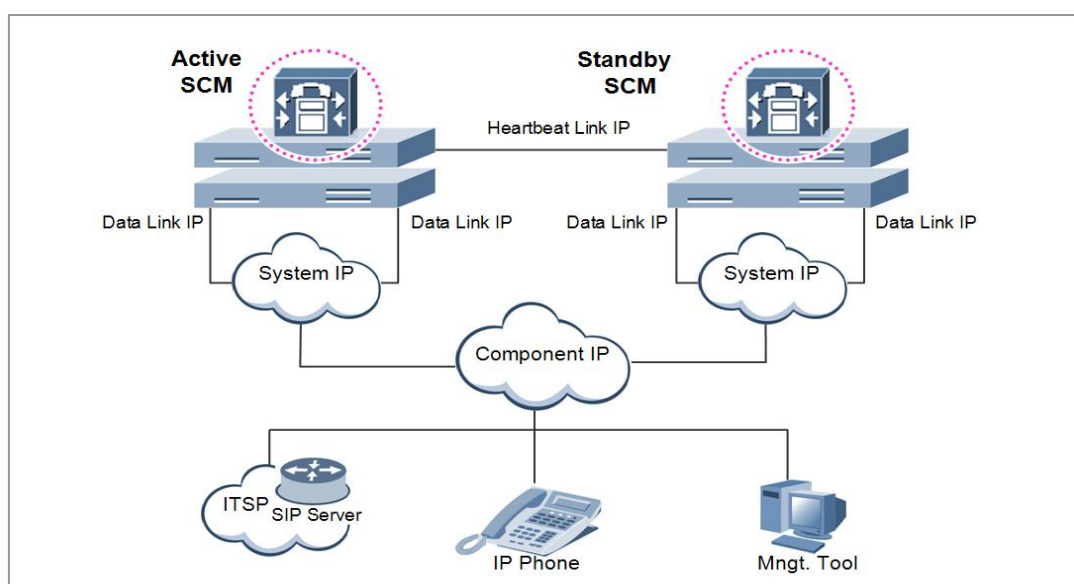 Active
SCM
Standby
SCM
Heartbeat Link IP
Data Link IP
Data Link IP
Data Link IP
Data Link IP
System IP
System IP
Component IP
ITSP
SIP Server
IP Phone
Mngt. Tool